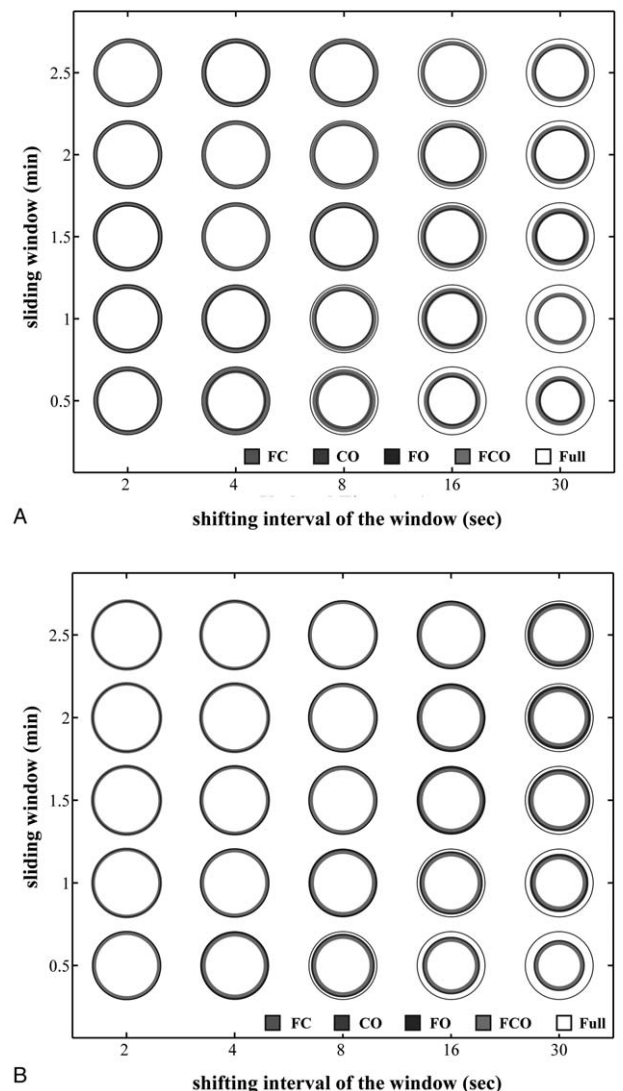 2.5
2
1.5
1
0.5
sliding window (min)
FC CO FO FCO Full
2 4 8 16 30
A
shifting interval of the window (sec)
2.5
2
1.5
1
0.5
sliding window (min)
FC CO FO FCO Full
2 4 8 16 30
B
shifting interval of the window (sec)